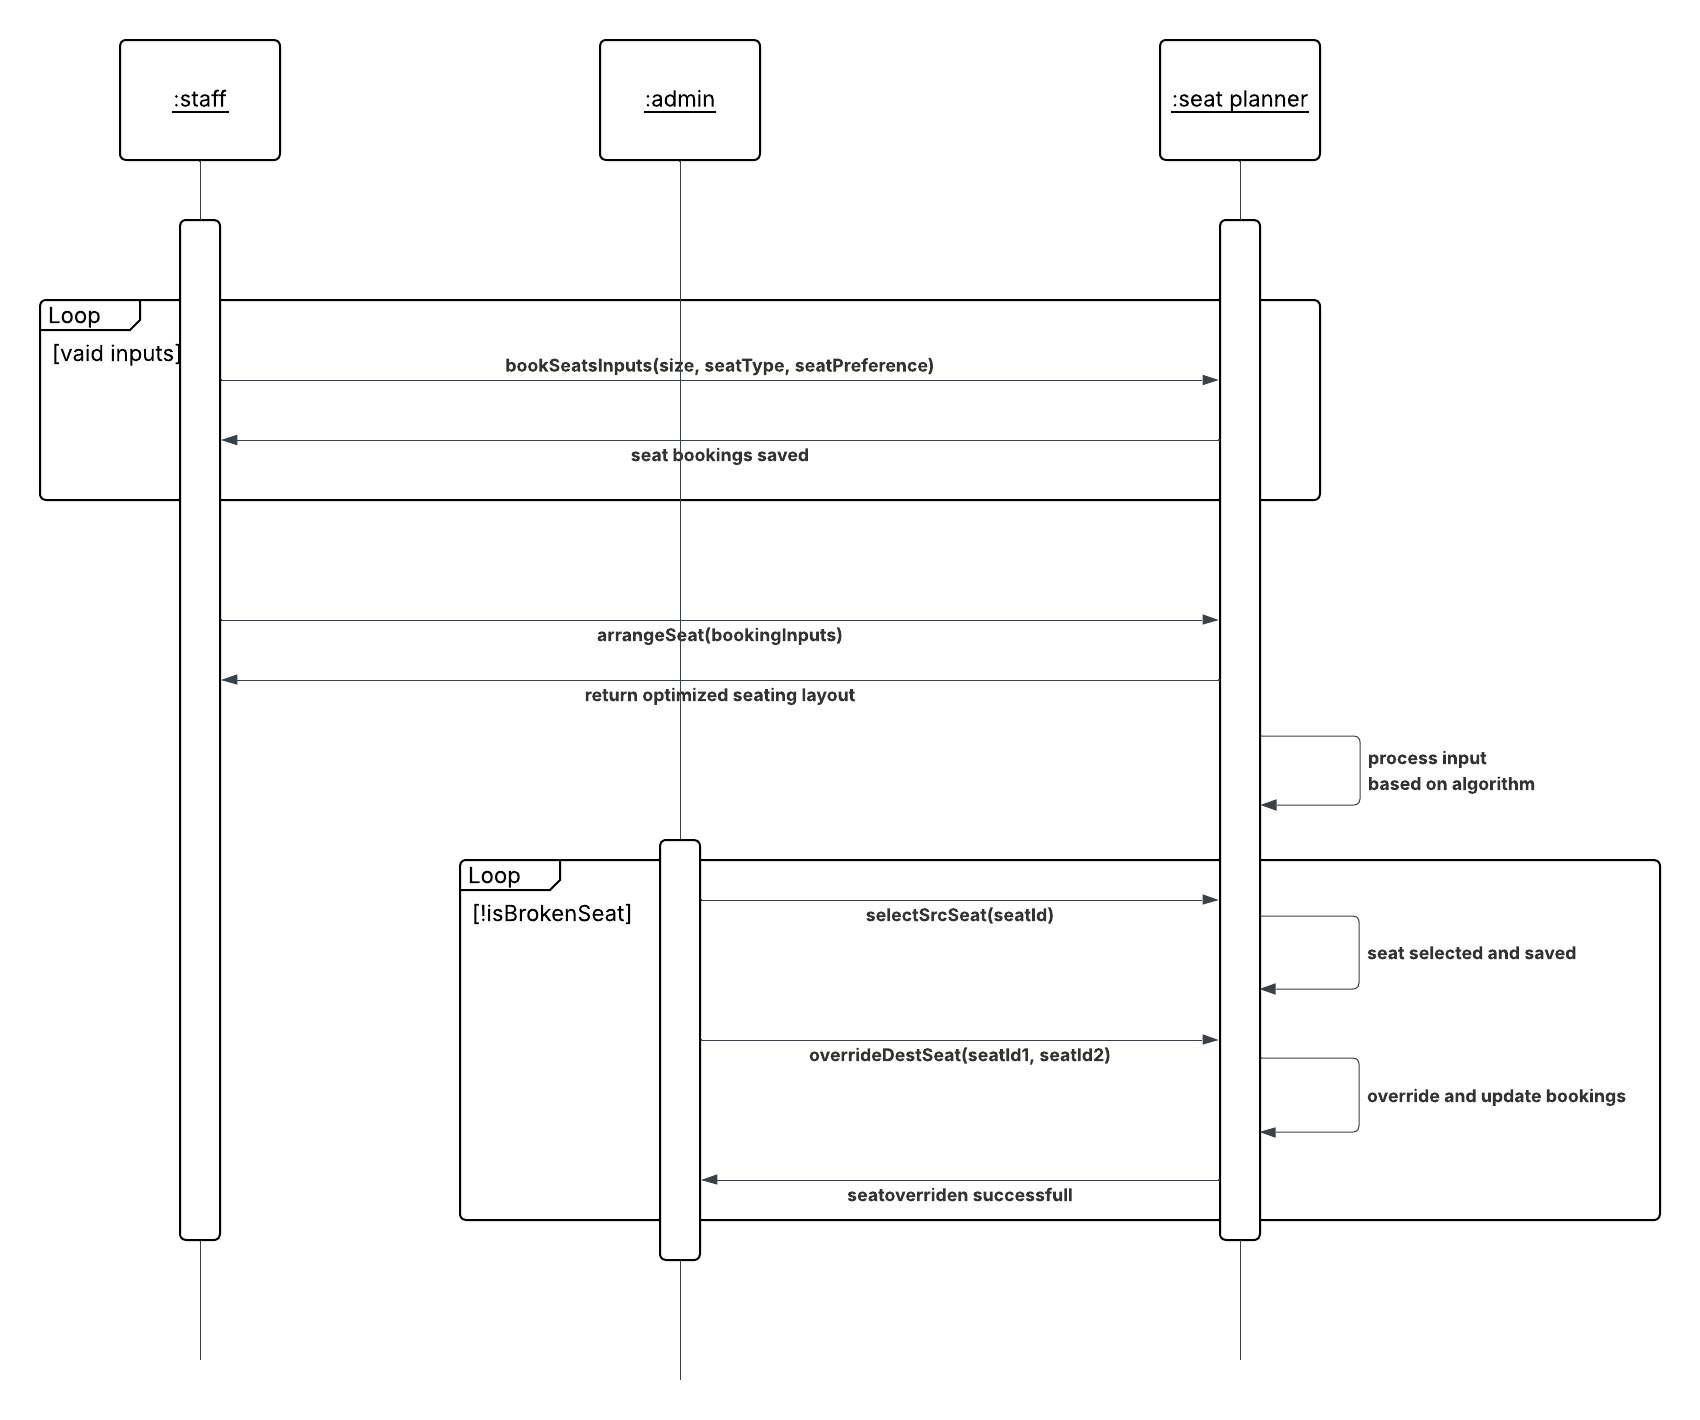 :staff
:admin
:seat planner
Loop
[vaid inputs]
bookSeatsInputs(size, seatType, seatPreference)
seat bookings saved
arrangeSeat(bookingInputs)
return optimized seating layout
process input
based on algorithm
Loop
[!isBrokenSeat]
selectSrcSeat(seatId)
seat selected and saved
overrideDestSeat(seatId1, seatId2)
override and update bookings
seatoverriden successfull